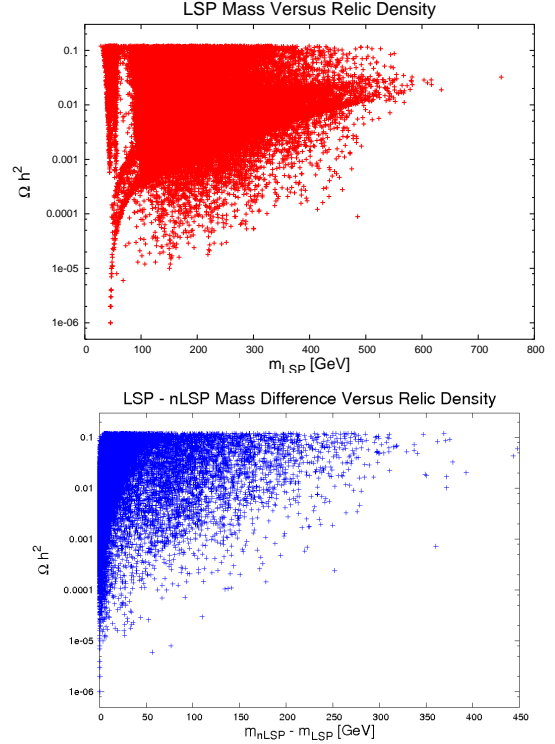 LSP Mass Versus Relic Density
0.1
0.01
0.001
0.0001
1e-05
1e-06
Ω h²
0 100 200 300 400 500 600 700 800
m_LSP [GeV]
LSP - nLSP Mass Difference Versus Relic Density
0.1
0.01
0.001
0.0001
1e-05
1e-06
Ω h²
0 50 100 150 200 250 300 350 400 450
m_nLSP - m_LSP [GeV]